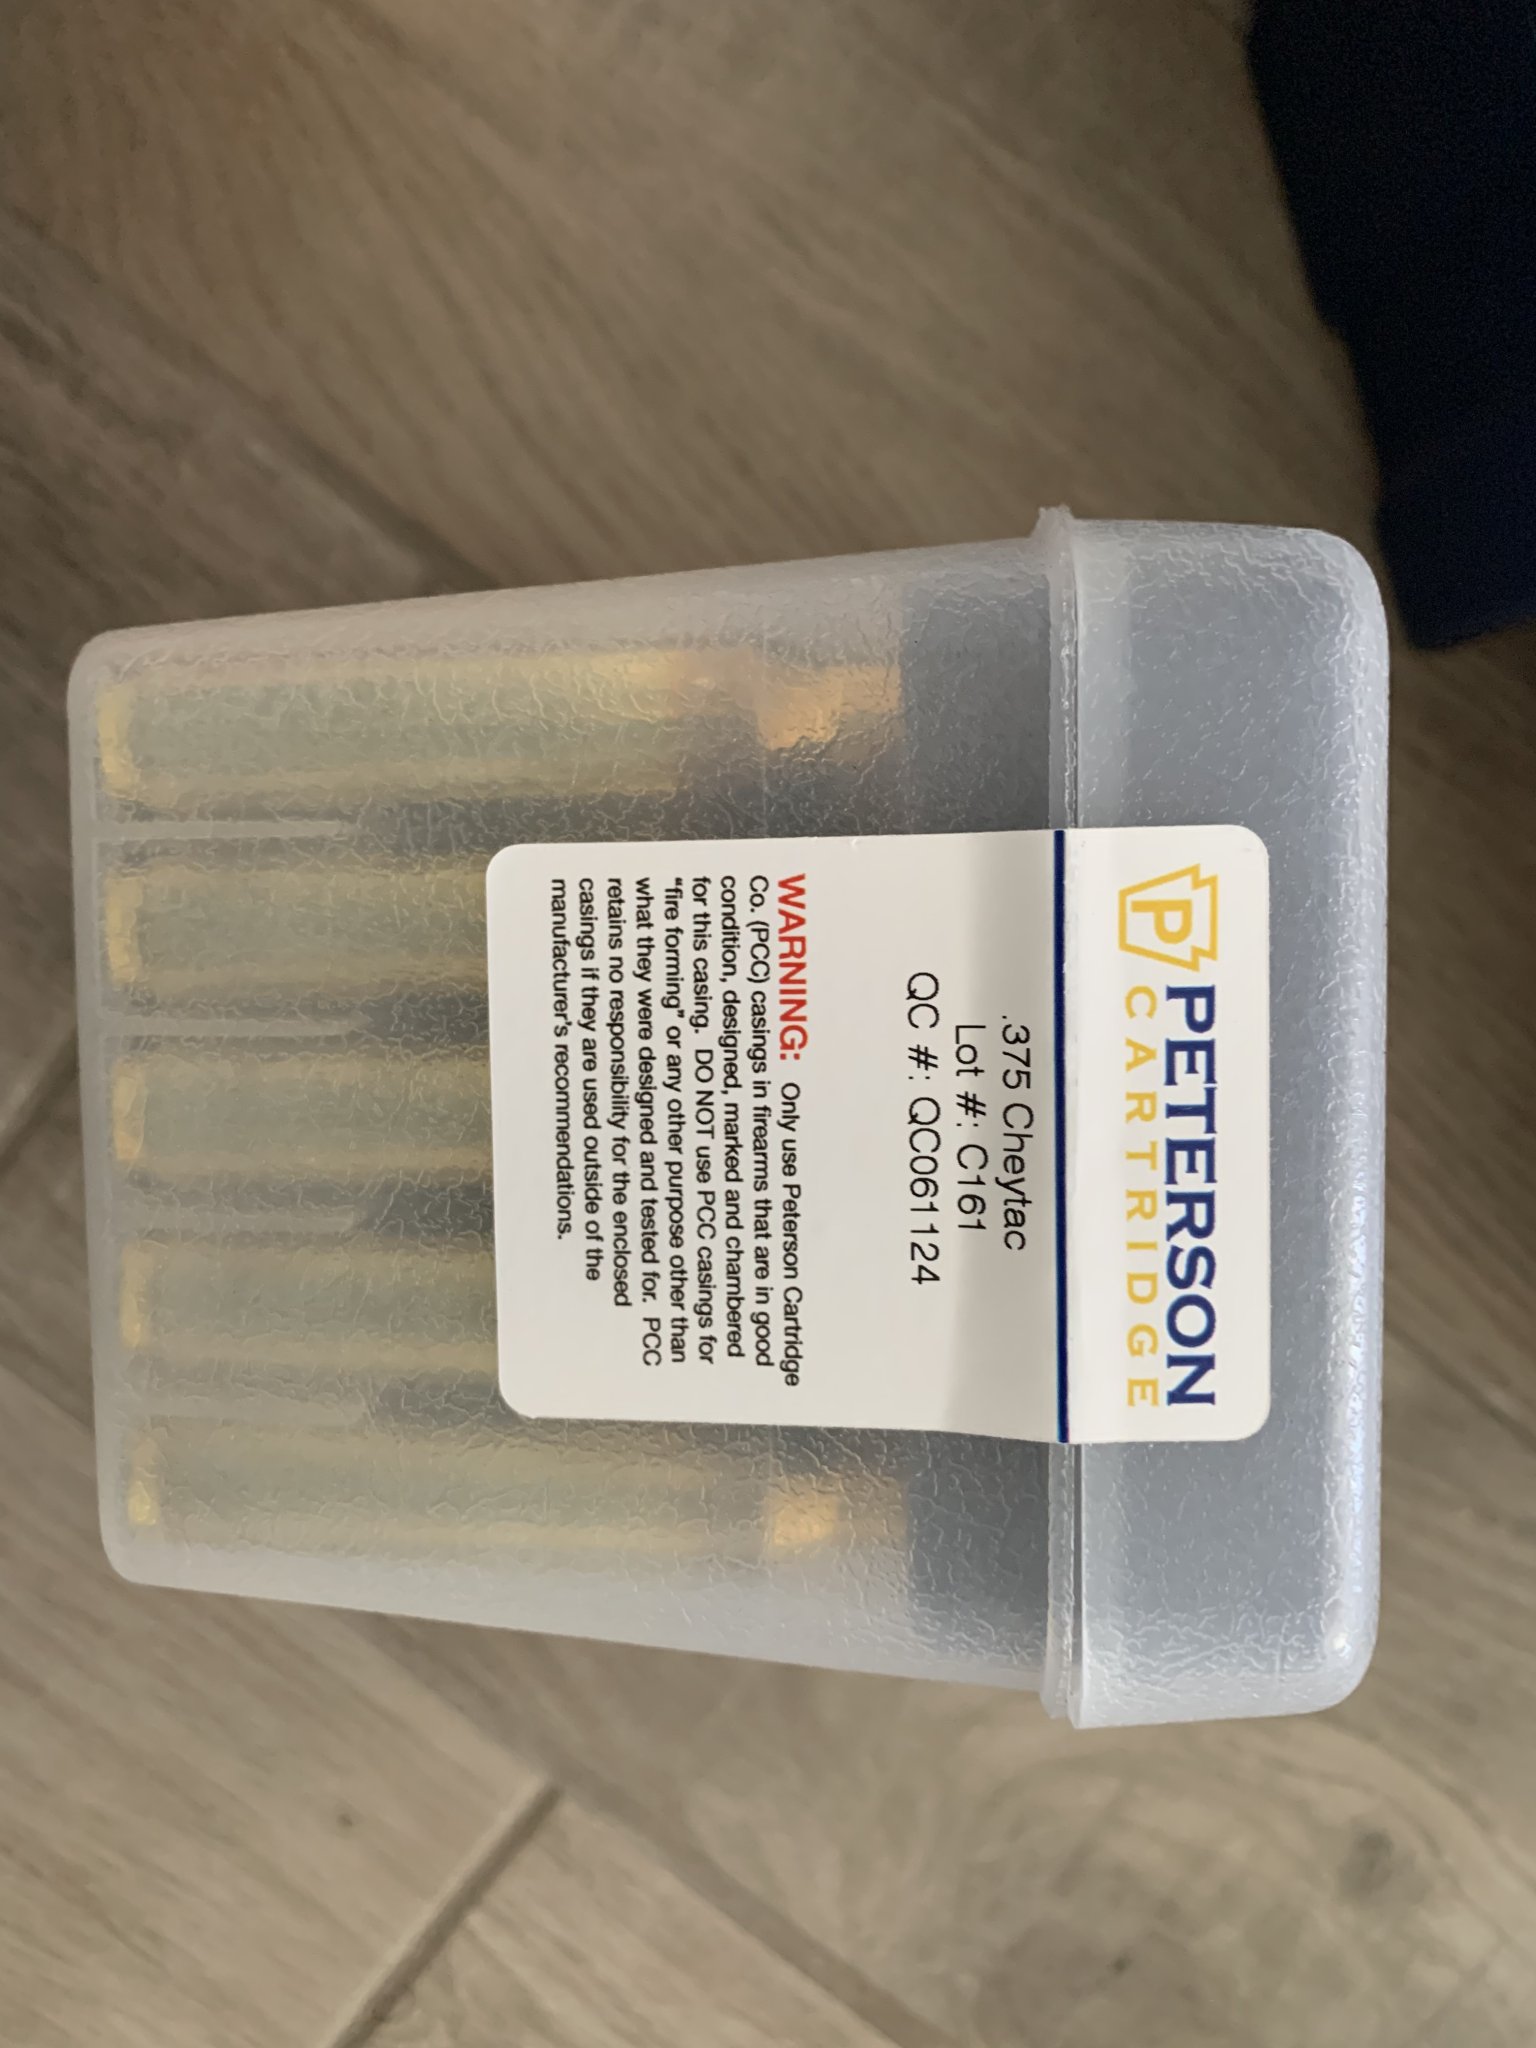 P
PETERSON
CARTRIDGE
.375 Cheytac
Lot #: C161
QC #: QC061124
WARNING: Only use Peterson Cartridge
Co. (PCC) casings in firearms that are in good
condition, designed, marked and chambered
for this casing. DO NOT use PCC casings for
"fire forming" or any other purpose other than
what they were designed and tested for. PCC
retains no responsibility for the enclosed
casings if they are used outside of the
manufacturer's recommendations.